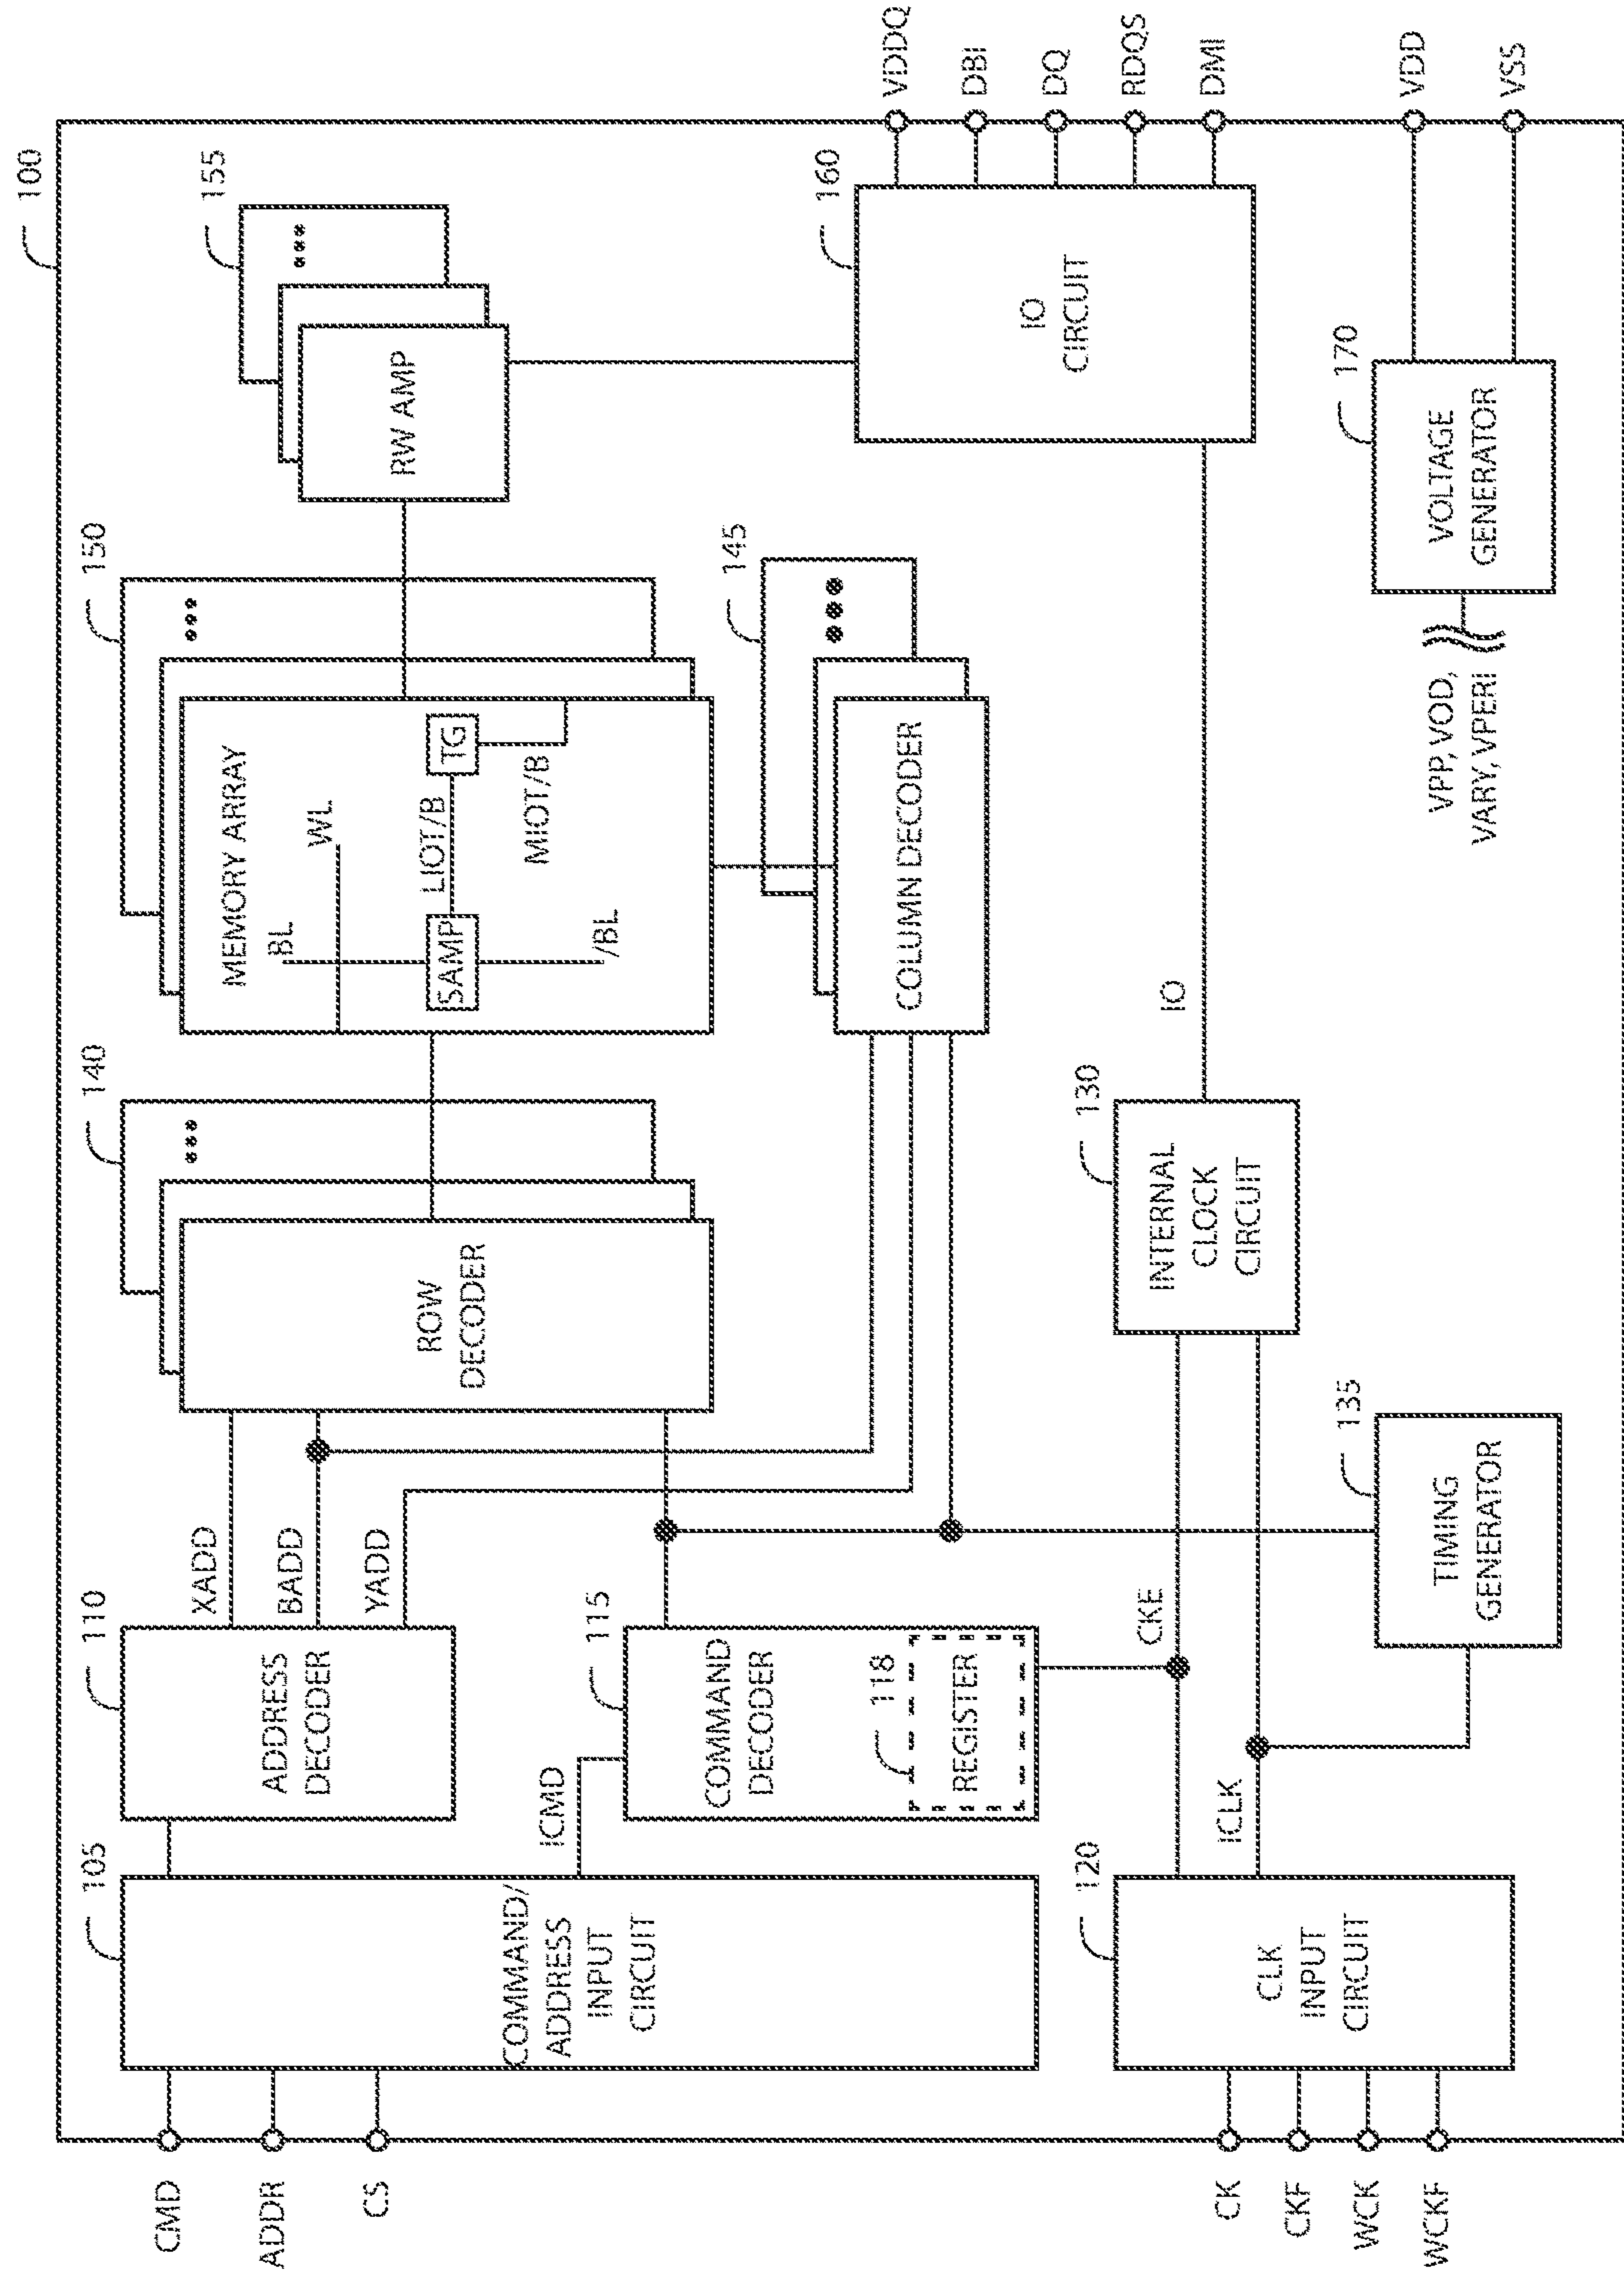 100
CMD
ADDR
CS
105
COMMAND/
ADDRESS
INPUT
CIRCUIT
110
ADDRESS
DECODER
XADD
BADD
YADD
ICMD
115
COMMAND
DECODER
118
REGISTER
140
ROW
DECODER
150
MEMORY ARRAY
BL
WL
SAMP
LIOT/B
TG
/BL
MIOT/B
155
RW AMP
145
COLUMN DECODER
CK
CKF
WCK
WCKF
120
CLK
INPUT
CIRCUIT
CKE
ICLK
130
INTERNAL
CLOCK
CIRCUIT
IO
135
TIMING
GENERATOR
160
IO
CIRCUIT
VDDQ
DBI
DQ
RDQS
DMI
170
VOLTAGE
GENERATOR
VPP, VOD,
VARY, VPERI
VDD
VSS